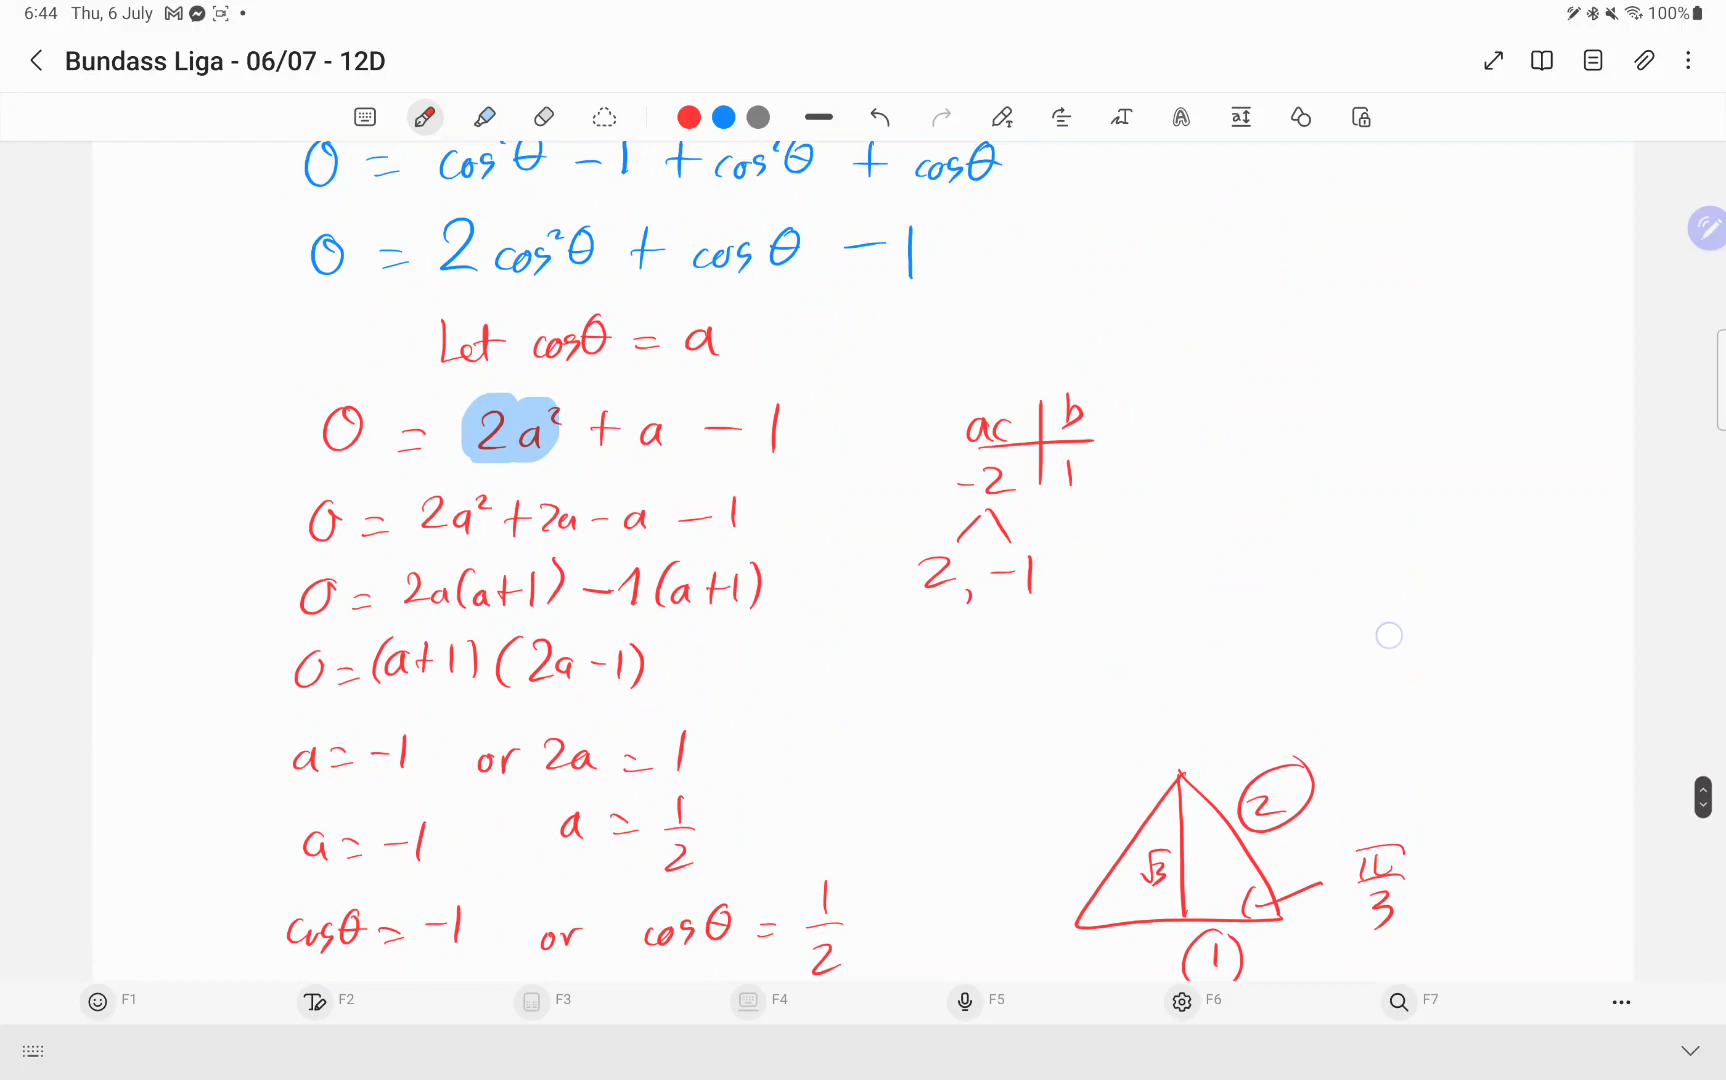 6:44 Thu, 6 July 100%
Bundass Liga - 06/07 - 12D
0 = cos²θ - 1 + cos²θ + cosθ
0 = 2cos²θ + cosθ - 1
Let cosθ = a
0 = 2a² + a - 1
ac b
-2 1
0 = 2a² + 2a - a - 1
2, -1
0 = 2a(a+1) - 1(a+1)
0 = (a+1)(2a-1)
a = -1 or 2a = 1
a = -1 a = 1/2
2
√3
π/3
1
cosθ = -1 or cosθ = 1/2
F1 F2 F3 F4 F5 F6 F7